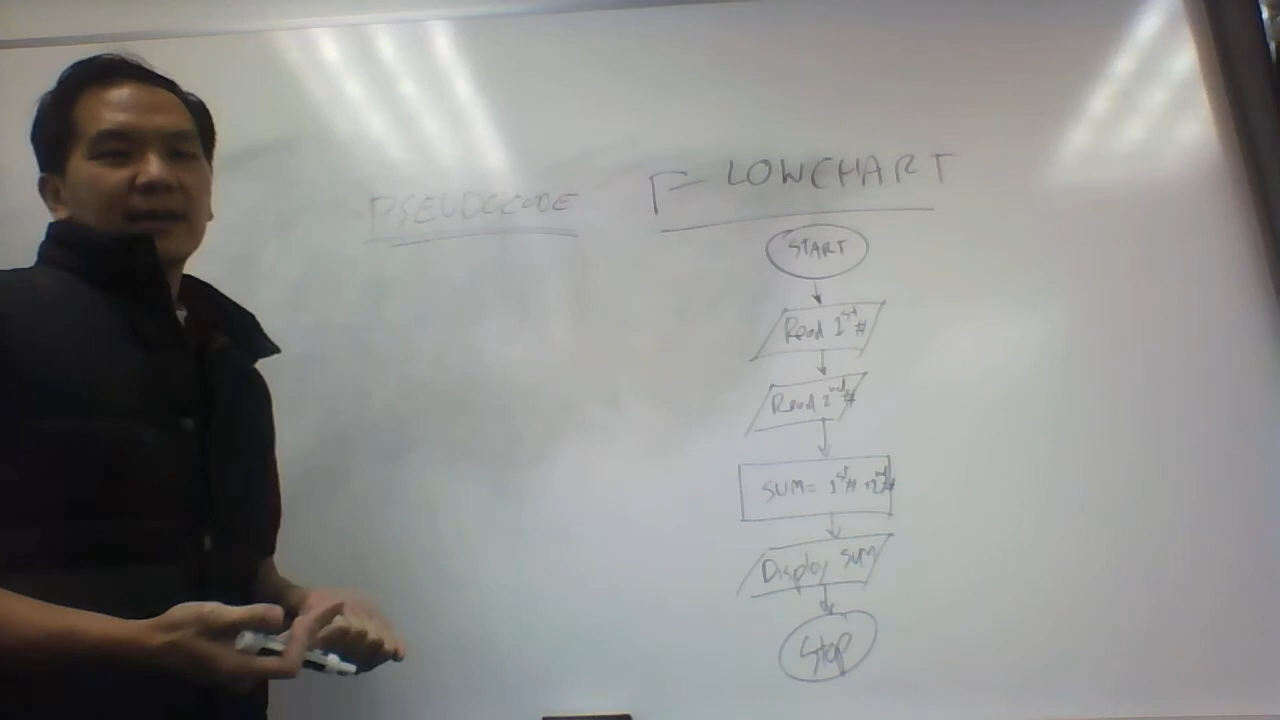 PSEUDOCODE
FLOWCHART
START
Read 1st #
Read 2nd #
SUM = 1st # + 2nd #
Display SUM
Stop